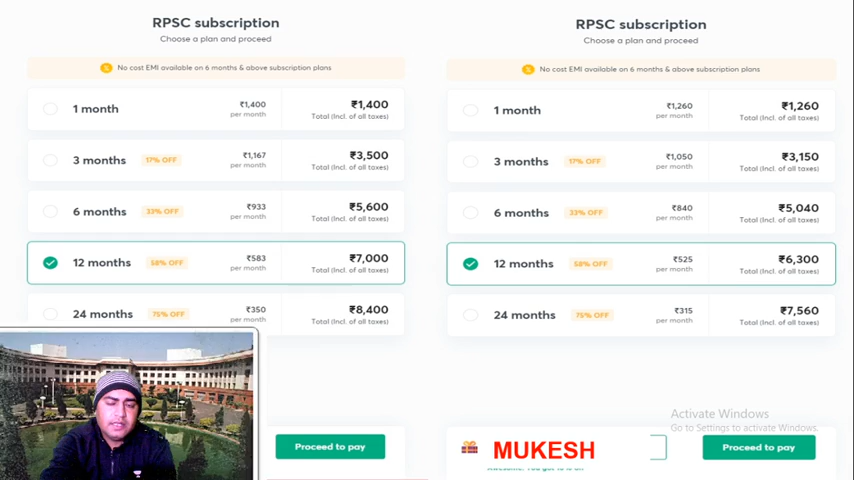 RPSC subscription
Choose a plan and proceed
No cost EMI available on 6 months & above subscription plans
1 month ₹1,400 per month ₹1,400 Total (Incl. of all taxes)
3 months 17% OFF ₹1,167 per month ₹3,500 Total (Incl. of all taxes)
6 months 33% OFF ₹933 per month ₹5,600 Total (Incl. of all taxes)
12 months 58% OFF ₹583 per month ₹7,000 Total (Incl. of all taxes)
24 months 75% OFF ₹350 per month ₹8,400 Total (Incl. of all taxes)
Proceed to pay
RPSC subscription
Choose a plan and proceed
No cost EMI available on 6 months & above subscription plans
1 month ₹1,260 per month ₹1,260 Total (Incl. of all taxes)
3 months 17% OFF ₹1,050 per month ₹3,150 Total (Incl. of all taxes)
6 months 33% OFF ₹840 per month ₹5,040 Total (Incl. of all taxes)
12 months 58% OFF ₹525 per month ₹6,300 Total (Incl. of all taxes)
24 months 75% OFF ₹315 per month ₹7,560 Total (Incl. of all taxes)
Activate Windows
Go to Settings to activate Windows.
MUKESH
Proceed to pay